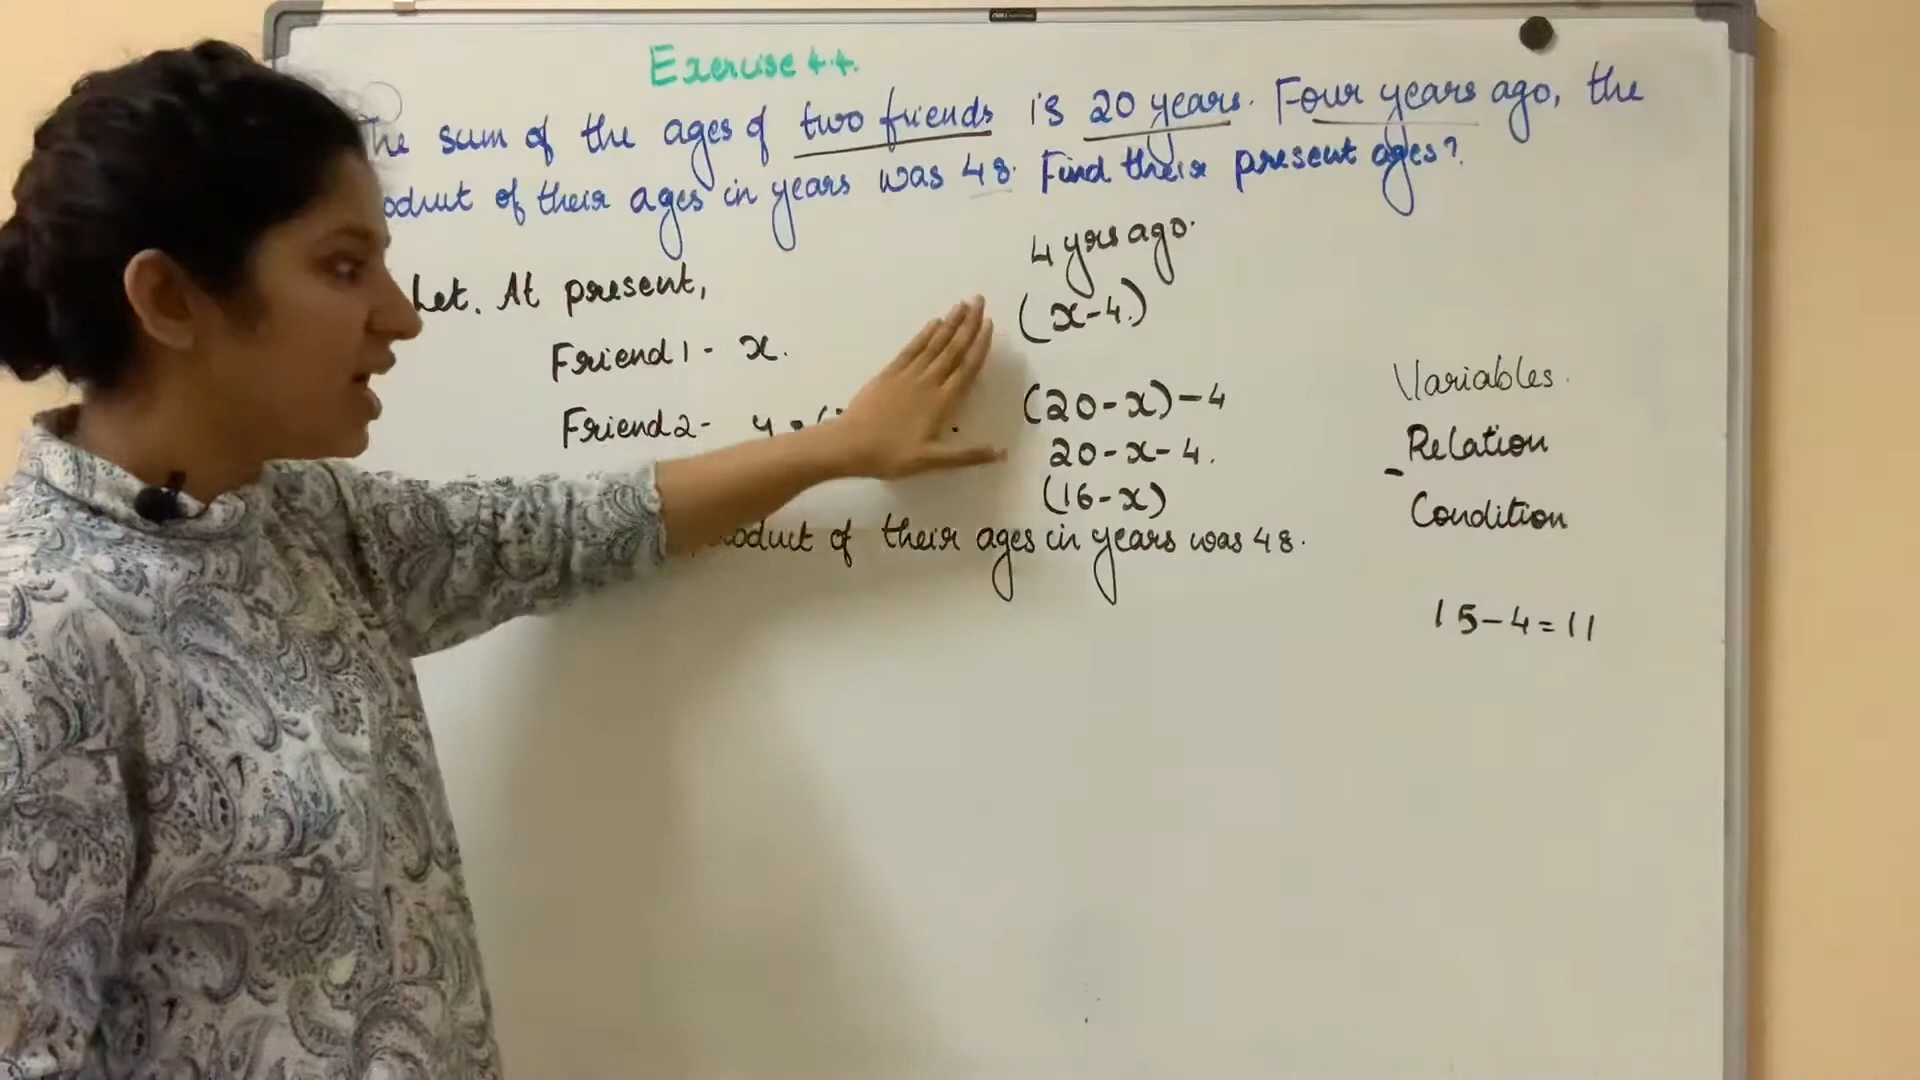 Exercise 4.4.
The sum of the ages of two friends is 20 years. Four years ago, the
product of their ages in years was 48. Find their present ages?
Let. At present,
4 yrs ago.
Friend 1 - x.
(x-4.)
Friend 2 - y = (
(20-x)-4
20-x-4.
(16-x)
product of their ages in years was 48.
Variables.
- Relation
Condition
15-4=11